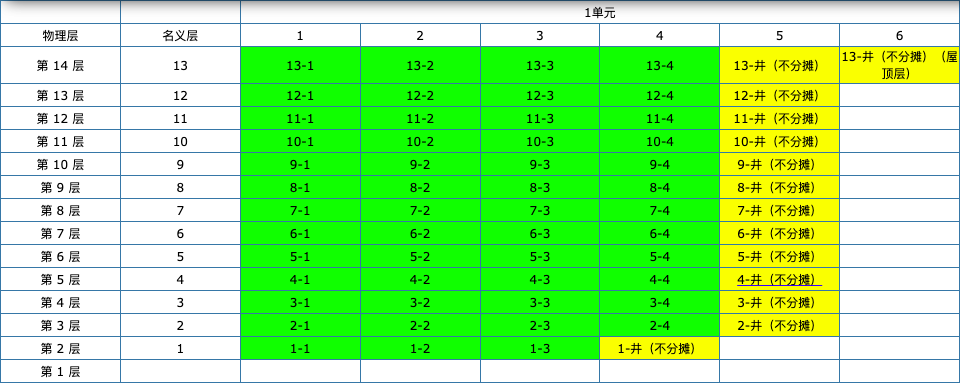 1单元
物理层 名义层 1 2 3 4 5 6
第 14 层 13 13-1 13-2 13-3 13-4 13-井（不分摊） 13-井（不分摊）（屋
顶层）
第 13 层 12 12-1 12-2 12-3 12-4 12-井（不分摊）
第 12 层 11 11-1 11-2 11-3 11-4 11-井（不分摊）
第 11 层 10 10-1 10-2 10-3 10-4 10-井（不分摊）
第 10 层 9 9-1 9-2 9-3 9-4 9-井（不分摊）
第 9 层 8 8-1 8-2 8-3 8-4 8-井（不分摊）
第 8 层 7 7-1 7-2 7-3 7-4 7-井（不分摊）
第 7 层 6 6-1 6-2 6-3 6-4 6-井（不分摊）
第 6 层 5 5-1 5-2 5-3 5-4 5-井（不分摊）
第 5 层 4 4-1 4-2 4-3 4-4 4-井（不分摊）
第 4 层 3 3-1 3-2 3-3 3-4 3-井（不分摊）
第 3 层 2 2-1 2-2 2-3 2-4 2-井（不分摊）
第 2 层 1 1-1 1-2 1-3 1-井（不分摊）
第 1 层